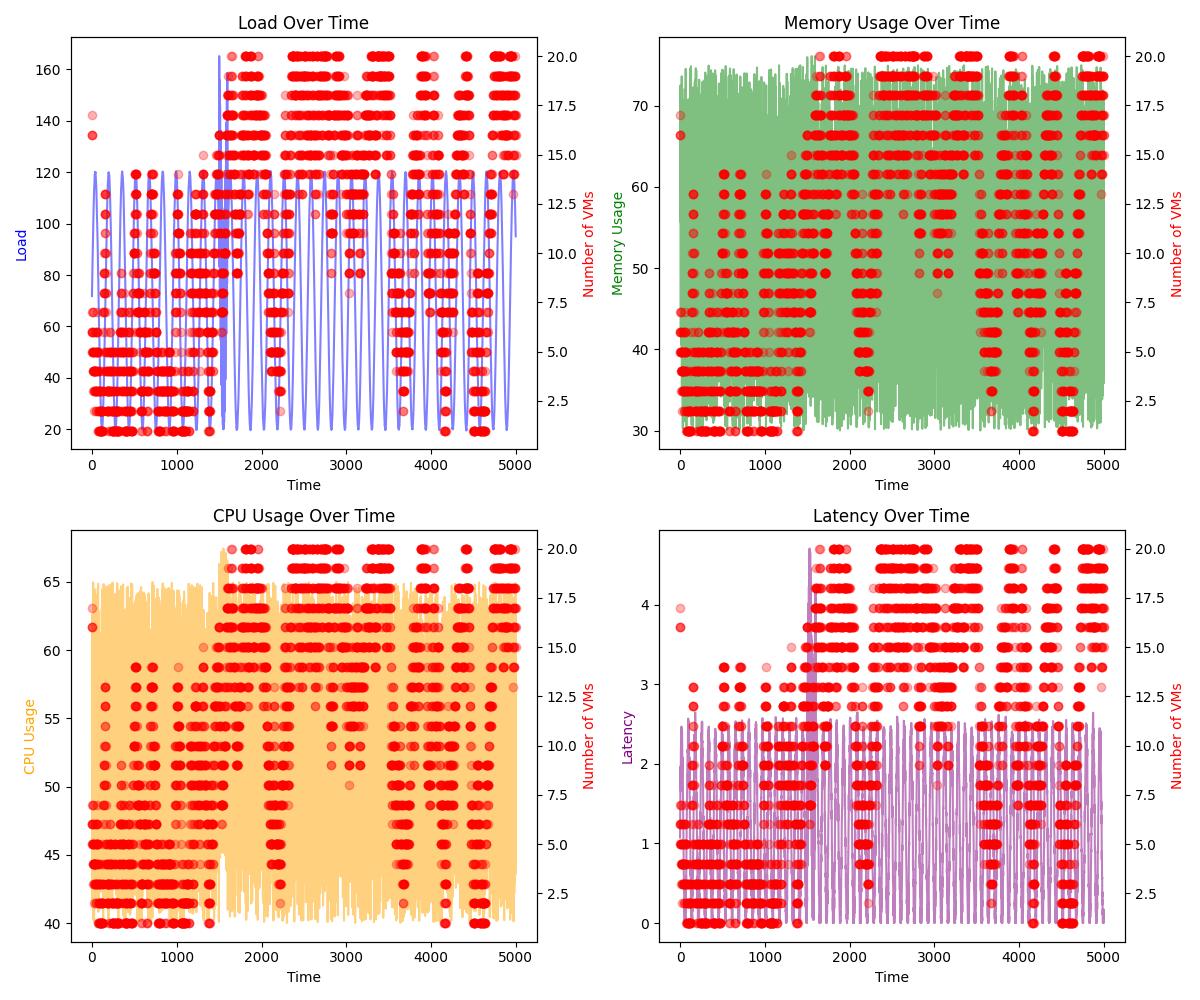 Load Over Time
Load
160
140
120
100
80
60
40
20
0 1000 2000 3000 4000 5000
Time
20.0
17.5
15.0
12.5
10.0
7.5
5.0
2.5
Number of VMs
Memory Usage Over Time
Memory Usage
70
60
50
40
30
0 1000 2000 3000 4000 5000
Time
20.0
17.5
15.0
12.5
10.0
7.5
5.0
2.5
Number of VMs
CPU Usage Over Time
CPU Usage
65
60
55
50
45
40
0 1000 2000 3000 4000 5000
Time
20.0
17.5
15.0
12.5
10.0
7.5
5.0
2.5
Number of VMs
Latency Over Time
Latency
4
3
2
1
0
0 1000 2000 3000 4000 5000
Time
20.0
17.5
15.0
12.5
10.0
7.5
5.0
2.5
Number of VMs